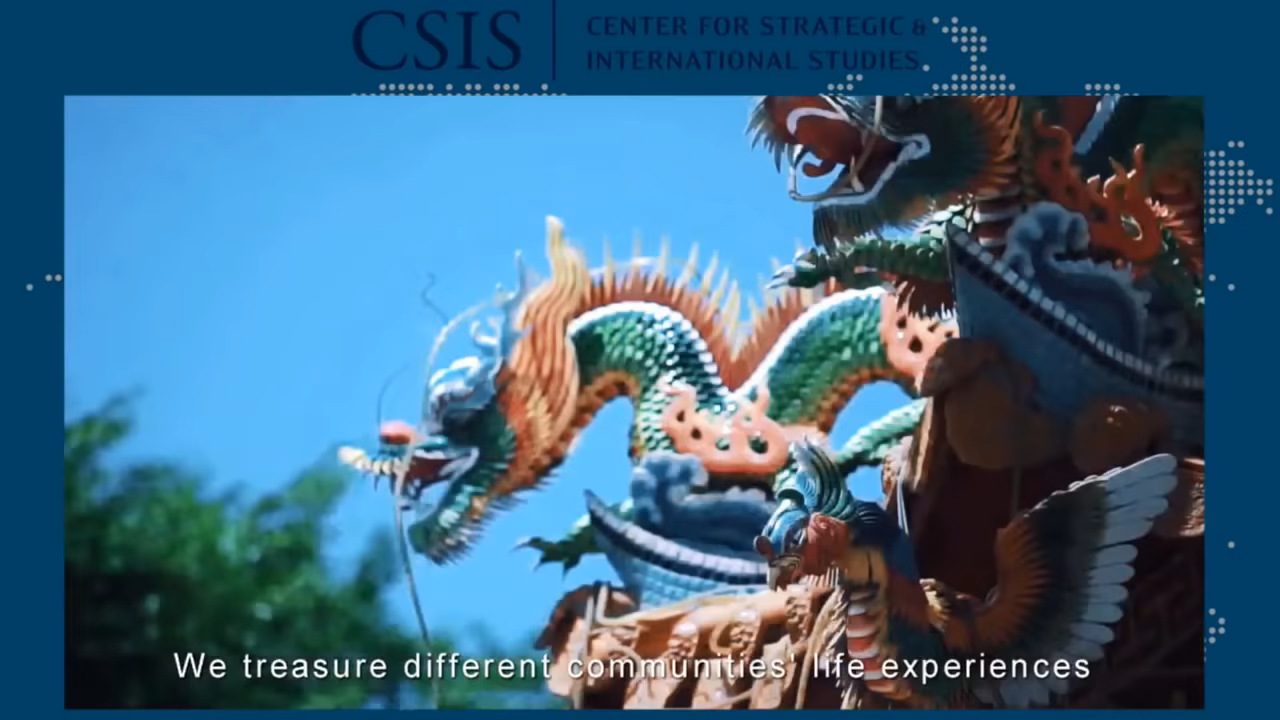 CSIS
CENTER FOR STRATEGIC &
INTERNATIONAL STUDIES
We treasure different communities' life experiences